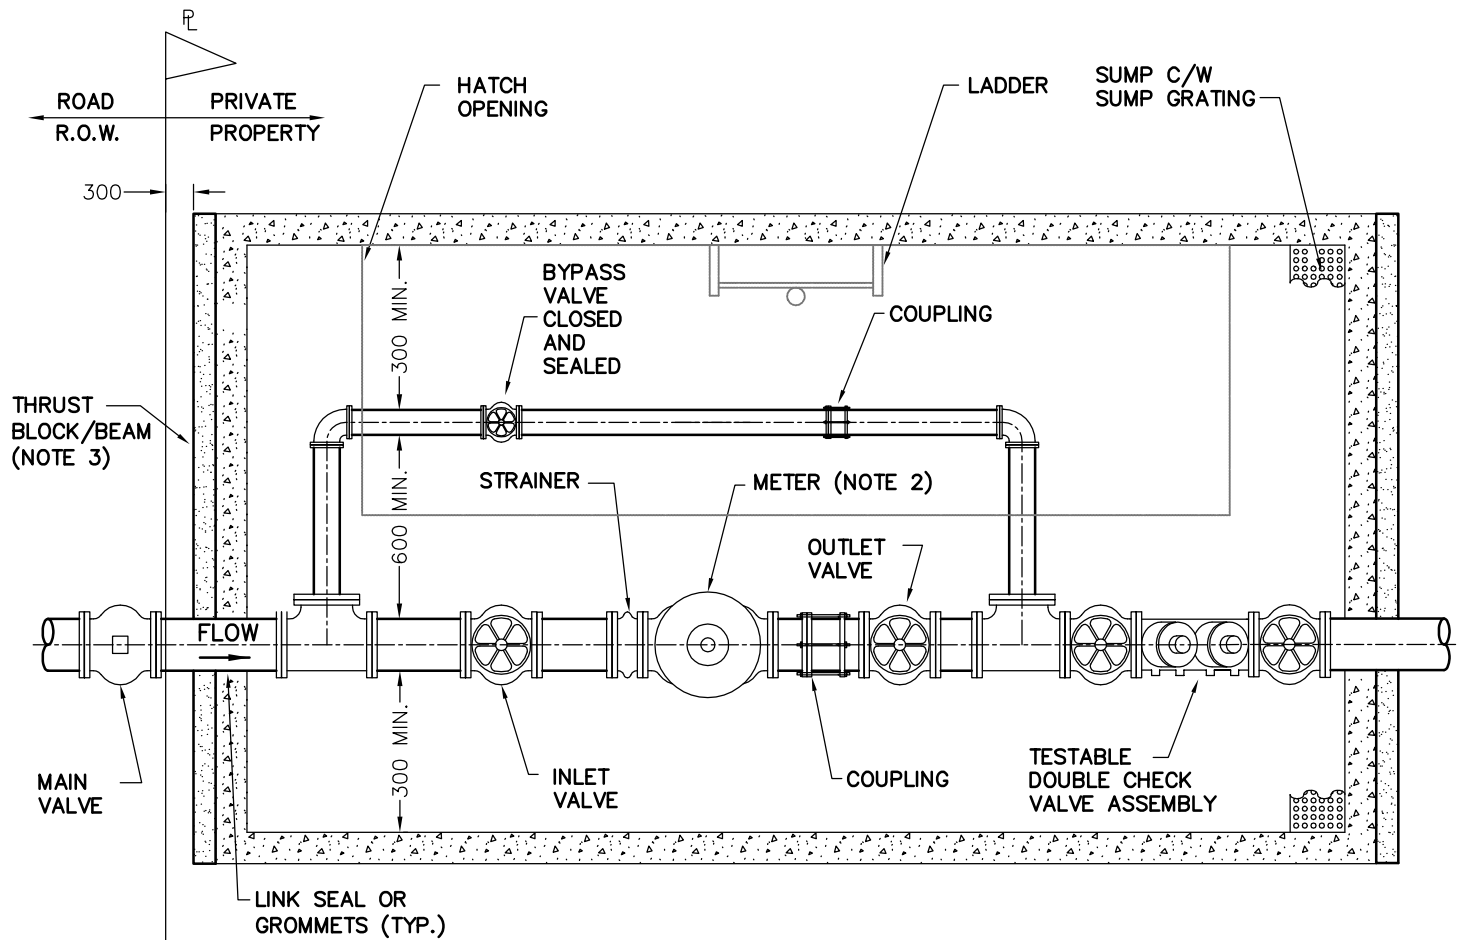 PL
ROAD
R.O.W.
PRIVATE
PROPERTY
300
HATCH
OPENING
LADDER
SUMP C/W
SUMP GRATING
BYPASS
VALVE
CLOSED
AND
SEALED
300 MIN.
COUPLING
THRUST
BLOCK/BEAM
(NOTE 3)
STRAINER
METER (NOTE 2)
600 MIN.
OUTLET
VALVE
FLOW
300 MIN.
MAIN
VALVE
INLET
VALVE
COUPLING
TESTABLE
DOUBLE CHECK
VALVE ASSEMBLY
LINK SEAL OR
GROMMETS (TYP.)